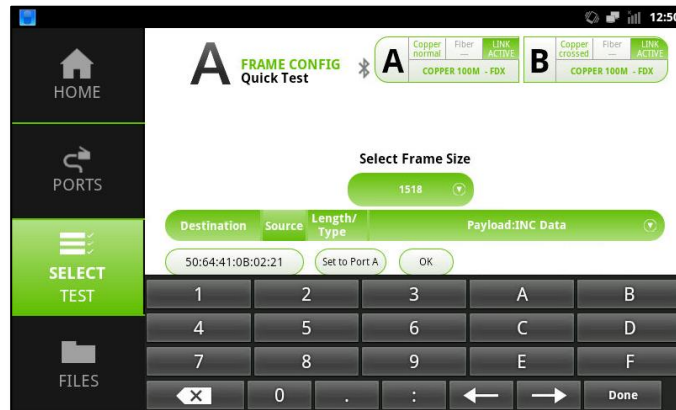 12:50
HOME
PORTS
SELECT
TEST
FILES
A FRAME CONFIG
Quick Test
A Copper normal Fiber — LINK ACTIVE
COPPER 100M - FDX
B Copper crossed Fiber — LINK ACTIVE
COPPER 100M - FDX
Select Frame Size
1518
Destination Source Length/ Type Payload:INC Data
50:64:41:0B:02:21 Set to Port A OK
1 2 3 A B
4 5 6 C D
7 8 9 E F
0 . : Done